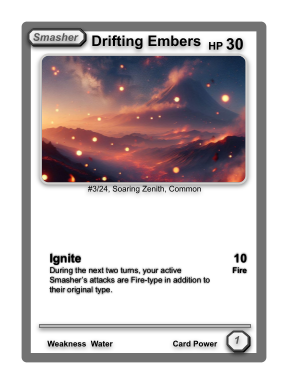 Smasher Drifting Embers HP 30
#3/24, Soaring Zenith, Common
Ignite 10
During the next two turns, your active Fire
Smasher's attacks are Fire-type in addition to
their original type.
Weakness Water Card Power 1